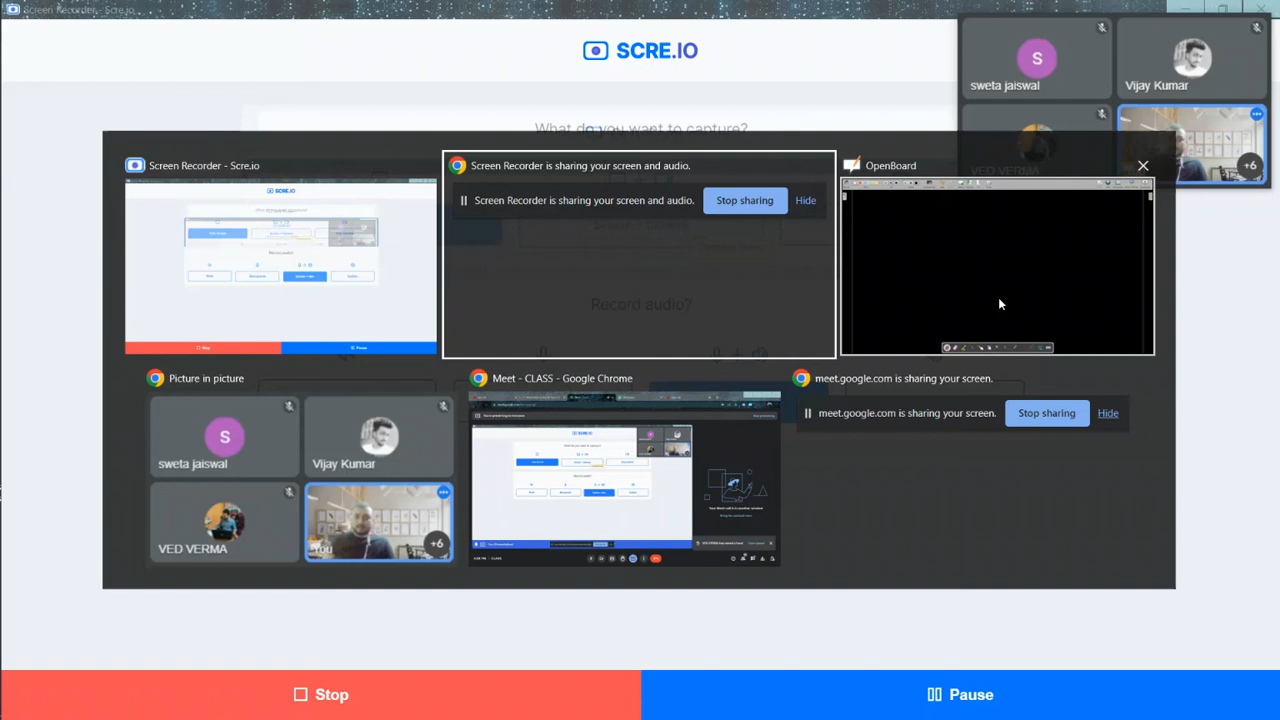 Screen Recorder - Scre.io
SCRE.IO
S
sweta jaiswal
Vijay Kumar
What do you want to capture?
VED VERMA
+6
Screen Recorder - Scre.io
Screen Recorder is sharing your screen and audio.
OpenBoard
Screen Recorder is sharing your screen and audio.
Stop sharing
Hide
Record audio?
Picture in picture
Meet - CLASS - Google Chrome
meet.google.com is sharing your screen.
S
sweta jaiswal
Vijay Kumar
meet.google.com is sharing your screen.
Stop sharing
Hide
VED VERMA
You
+6
Stop
Pause